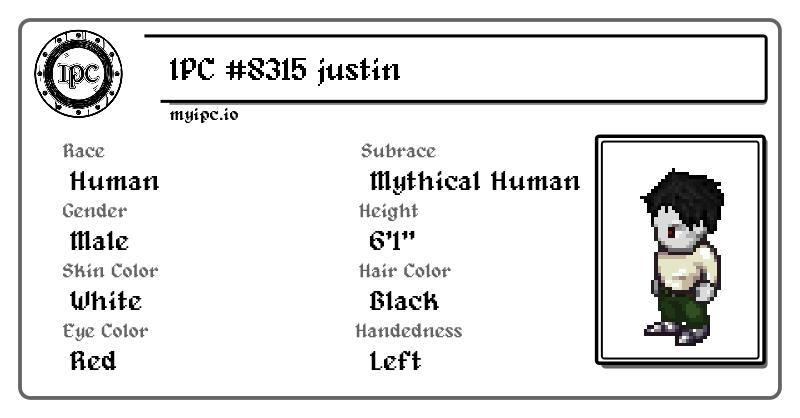 IPC
IPC #8315 justin
myipc.io
Race
Subrace
Human
Mythical Human
Gender
Height
Male
6'1"
Skin Color
Hair Color
White
Black
Eye Color
Handedness
Red
Left